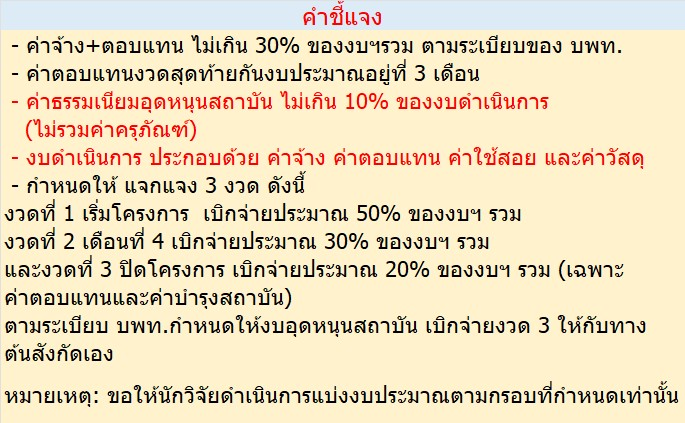 คำชี้แจง
- ค่าจ้าง+ตอบแทน ไม่เกิน 30% ของงบฯรวม ตามระเบียบของ บพท.
- ค่าตอบแทนงวดสุดท้ายกันงบประมาณอยู่ที่ 3 เดือน
- ค่าธรรมเนียมอุดหนุนสถาบัน ไม่เกิน 10% ของงบดำเนินการ
(ไม่รวมค่าครุภัณฑ์)
- งบดำเนินการ ประกอบด้วย ค่าจ้าง ค่าตอบแทน ค่าใช้สอย และค่าวัสดุ
- กำหนดให้ แจกแจง 3 งวด ดังนี้
งวดที่ 1 เริ่มโครงการ เบิกจ่ายประมาณ 50% ของงบฯ รวม
งวดที่ 2 เดือนที่ 4 เบิกจ่ายประมาณ 30% ของงบฯ รวม
และงวดที่ 3 ปิดโครงการ เบิกจ่ายประมาณ 20% ของงบฯ รวม (เฉพาะ
ค่าตอบแทนและค่าบำรุงสถาบัน)
ตามระเบียบ บพท.กำหนดให้งบอุดหนุนสถาบัน เบิกจ่ายงวด 3 ให้กับทาง
ต้นสังกัดเอง
หมายเหตุ: ขอให้นักวิจัยดำเนินการแบ่งงบประมาณตามกรอบที่กำหนดเท่านั้น